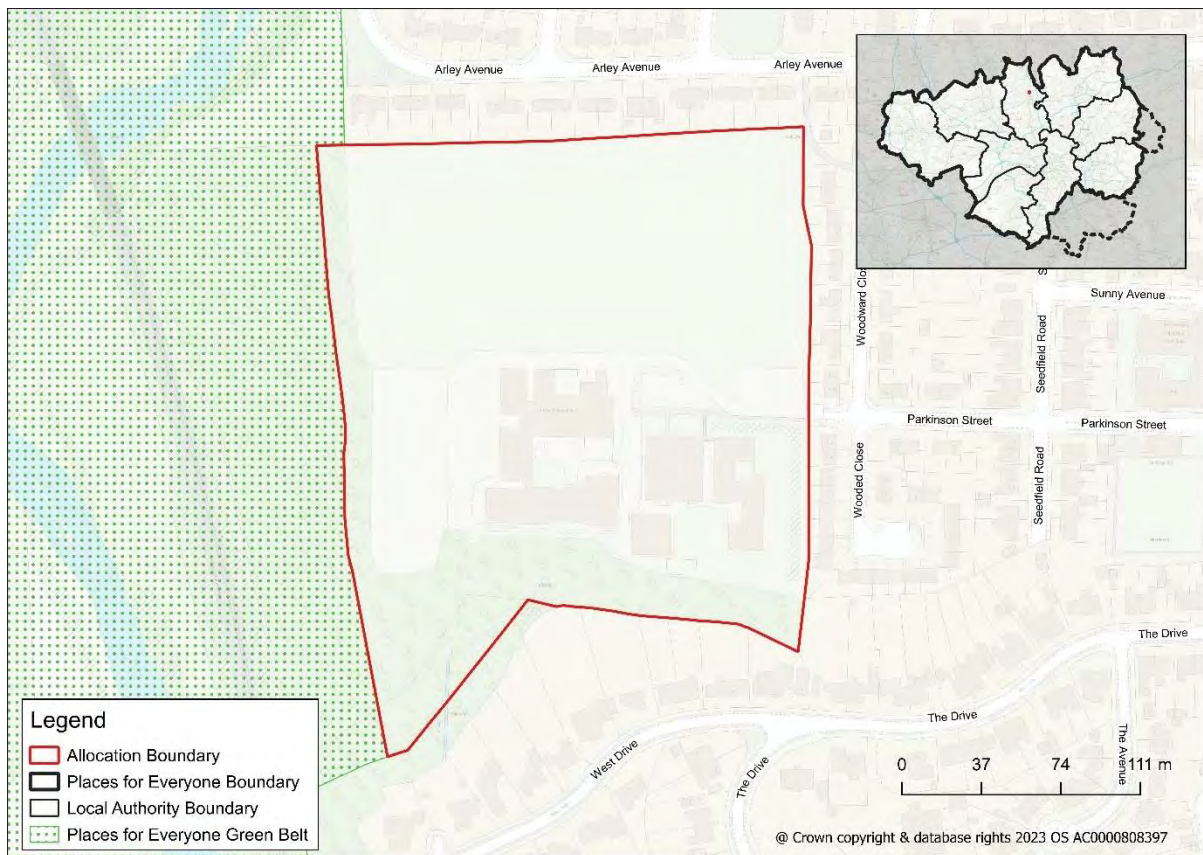 Arley Avenue
Arley Avenue
Arley Avenue
Woodward Clos
Sunny Avenue
Seedfield Road
Parkinson Street
Parkinson Street
Wooded Close
Seedfield Road
The Drive
The Drive
West Drive
The Drive
The Avenue
Legend
Allocation Boundary
Places for Everyone Boundary
Local Authority Boundary
Places for Everyone Green Belt
0 37 74 111 m
@ Crown copyright & database rights 2023 OS AC0000808397